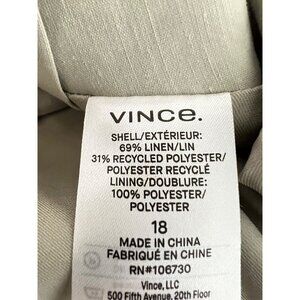 VINCE.
SHELL/EXTÉRIEUR:
69% LINEN/LIN
31% RECYCLED POLYESTER/
POLYESTER RECYCLÉ
LINING/DOUBLURE:
100% POLYESTER/
POLYESTER
18
MADE IN CHINA
FABRIQUÉ EN CHINE
RN#106730
Vince, LLC
500 Fifth Avenue, 20th Floor